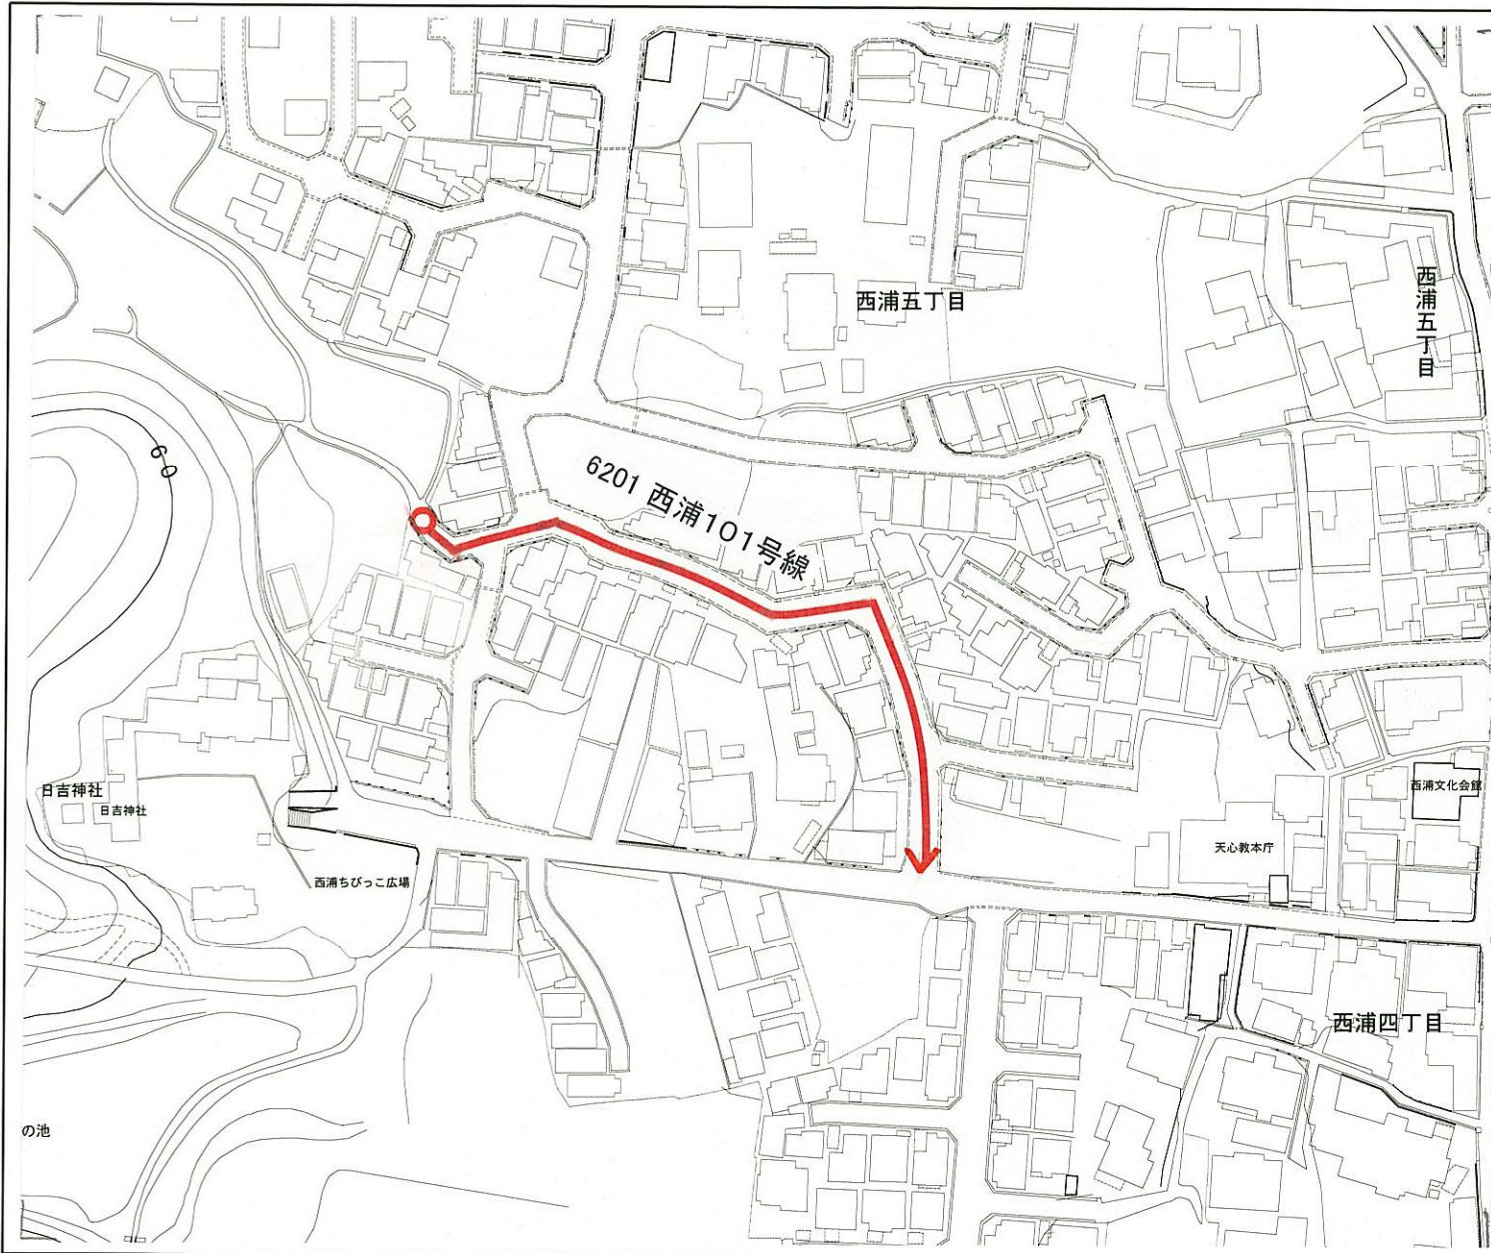 西浦五丁目
西浦五丁目
60
6201 西浦101号線
日吉神社
日吉神社
西浦文化会館
天心教本庁
西浦ちびっこ広場
西浦四丁目
の池